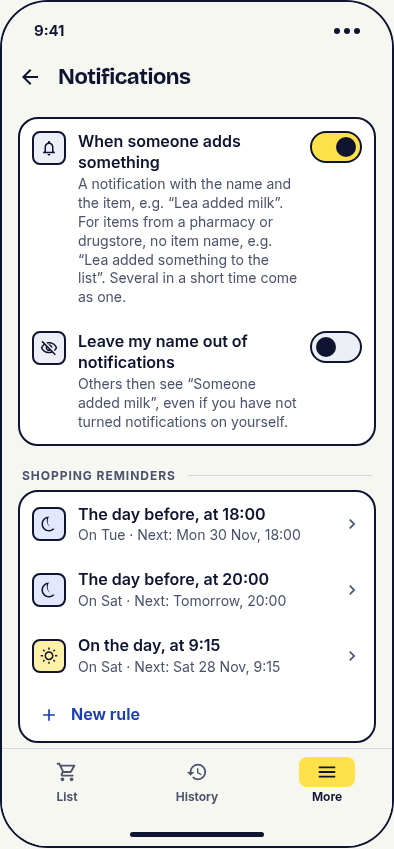 9:41
Notifications
When someone adds
something
A notification with the name and
the item, e.g. “Lea added milk”.
For items from a pharmacy or
drugstore, no item name, e.g.
“Lea added something to the
list”. Several in a short time come
as one.
Leave my name out of
notifications
Others then see “Someone
added milk”, even if you have not
turned notifications on yourself.
SHOPPING REMINDERS
The day before, at 18:00
On Tue · Next: Mon 30 Nov, 18:00
The day before, at 20:00
On Sat · Next: Tomorrow, 20:00
On the day, at 9:15
On Sat · Next: Sat 28 Nov, 9:15
New rule
List
History
More